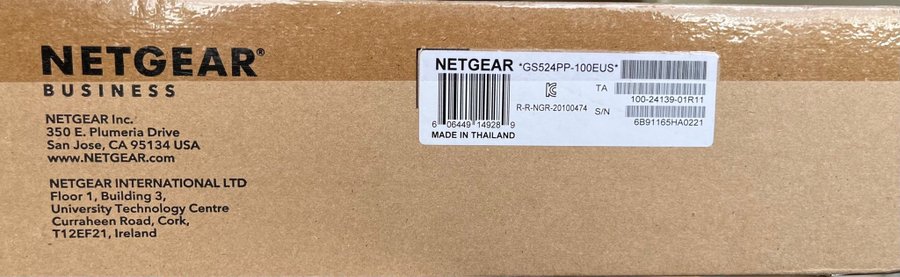 NETGEAR®
BUSINESS
NETGEAR Inc.
350 E. Plumeria Drive
San Jose, CA 95134 USA
www.NETGEAR.com
NETGEAR INTERNATIONAL LTD
Floor 1, Building 3,
University Technology Centre
Curraheen Road, Cork,
T12EF21, Ireland
NETGEAR *GS524PP-100EUS*
TA
100-24139-01R11
R-R-NGR-20100474 S/N
6B91165HA0221
6 06449 14928 9
MADE IN THAILAND